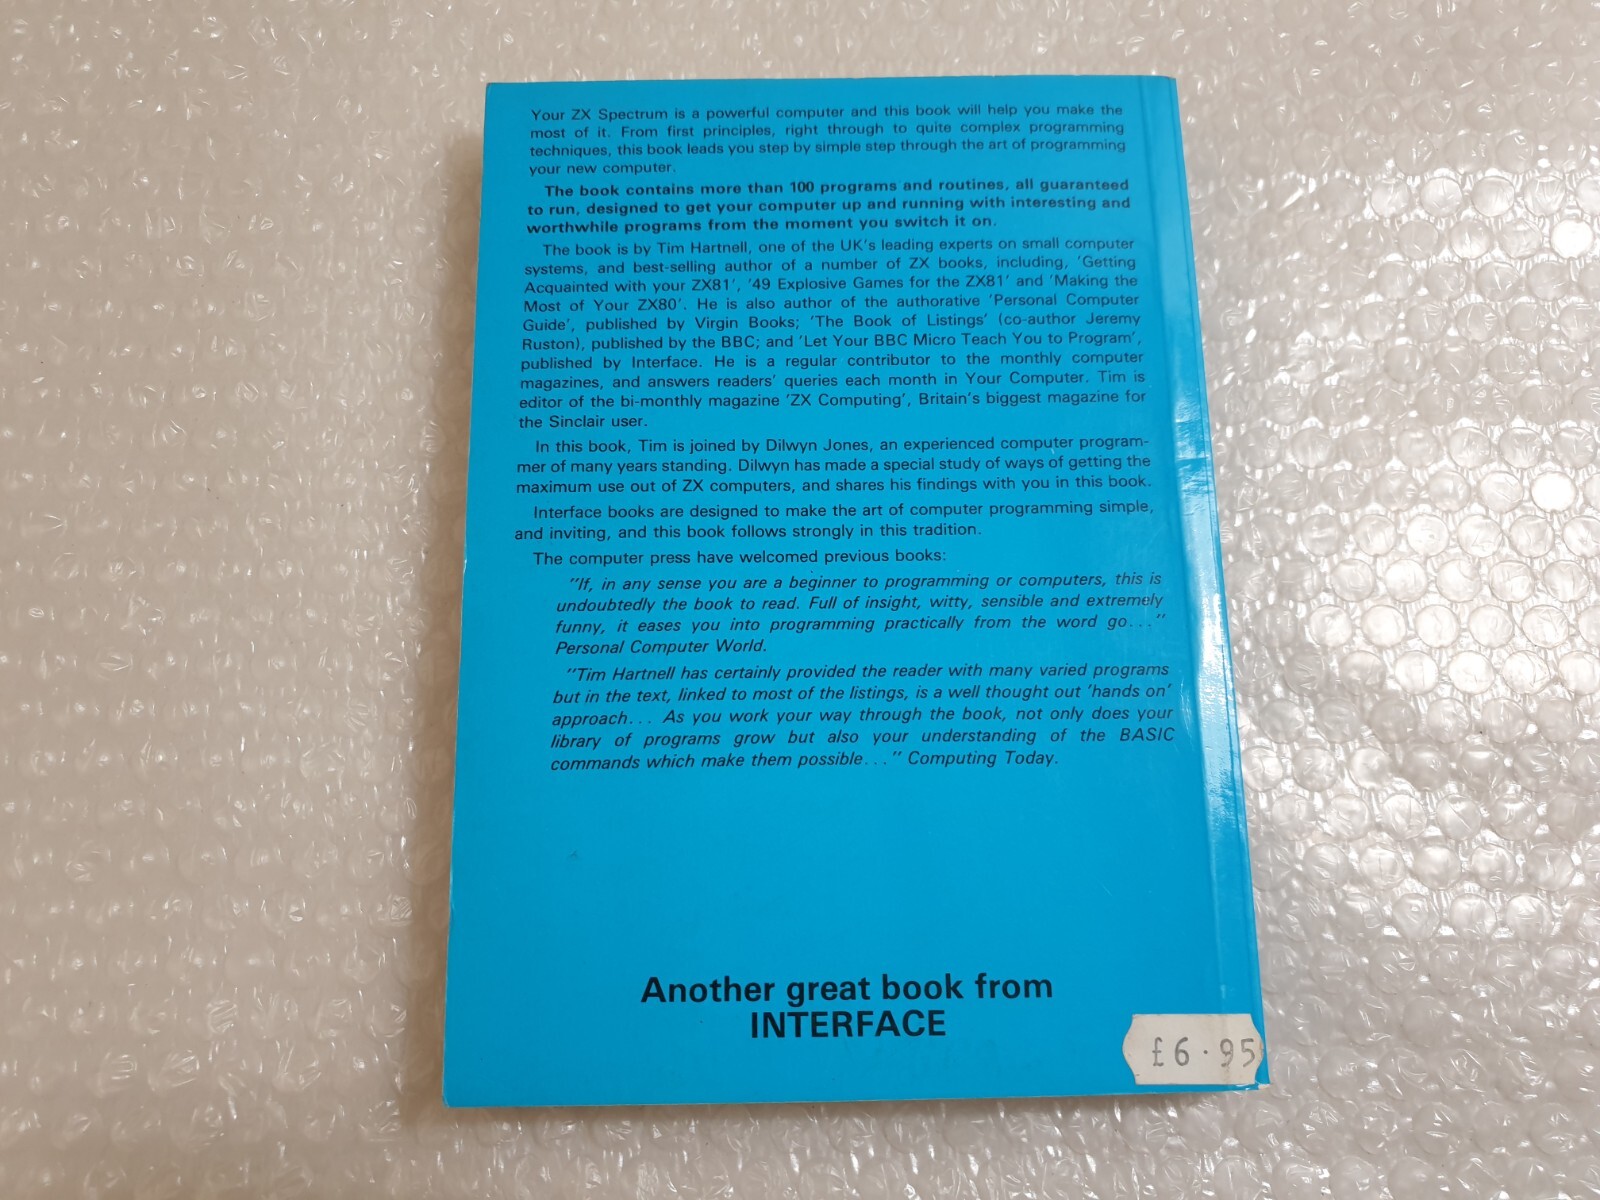 Your ZX Spectrum is a powerful computer and this book will help you make the
most of it. From first principles, right through to quite complex programming
techniques, this book leads you step by simple step through the art of programming
your new computer.
The book contains more than 100 programs and routines, all guaranteed
to run, designed to get your computer up and running with interesting and
worthwhile programs from the moment you switch it on.
The book is by Tim Hartnell, one of the UK's leading experts on small computer
systems, and best-selling author of a number of ZX books, including, 'Getting
Acquainted with your ZX81', '49 Explosive Games for the ZX81' and 'Making the
Most of Your ZX80'. He is also author of the authorative 'Personal Computer
Guide', published by Virgin Books; 'The Book of Listings' (co-author Jeremy
Ruston), published by the BBC; and 'Let Your BBC Micro Teach You to Program',
published by Interface. He is a regular contributor to the monthly computer
magazines, and answers readers' queries each month in Your Computer. Tim is
editor of the bi-monthly magazine 'ZX Computing', Britain's biggest magazine for
the Sinclair user.
In this book, Tim is joined by Dilwyn Jones, an experienced computer program-
mer of many years standing. Dilwyn has made a special study of ways of getting the
maximum use out of ZX computers, and shares his findings with you in this book.
Interface books are designed to make the art of computer programming simple,
and inviting, and this book follows strongly in this tradition.
The computer press have welcomed previous books:
"If, in any sense you are a beginner to programming or computers, this is
undoubtedly the book to read. Full of insight, witty, sensible and extremely
funny, it eases you into programming practically from the word go..."
Personal Computer World.
"Tim Hartnell has certainly provided the reader with many varied programs
but in the text, linked to most of the listings, is a well thought out 'hands on'
approach... As you work your way through the book, not only does your
library of programs grow but also your understanding of the BASIC
commands which make them possible..." Computing Today.
Another great book from
INTERFACE
£6·95